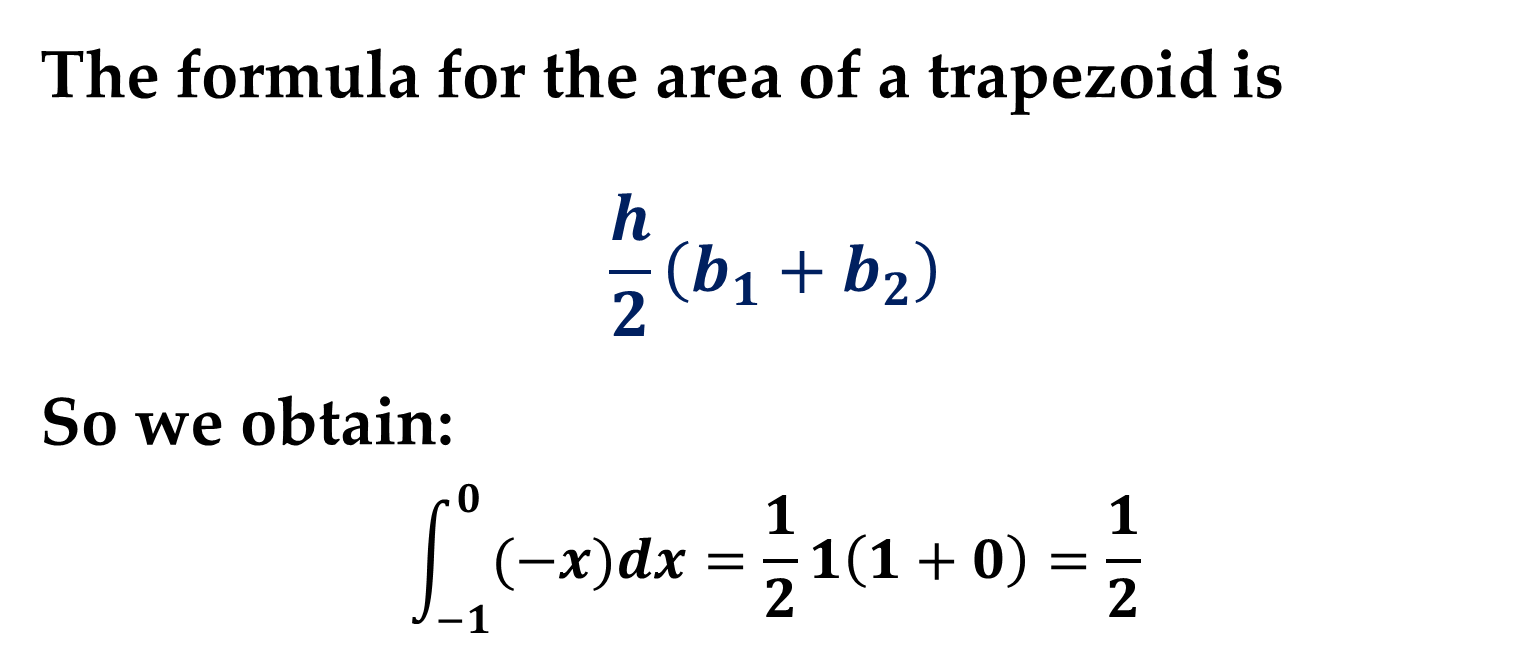 The formula for the area of a trapezoid is
h/2 (b₁ + b₂)
So we obtain:
∫₋₁⁰ (−x)dx = 1/2 1(1 + 0) = 1/2